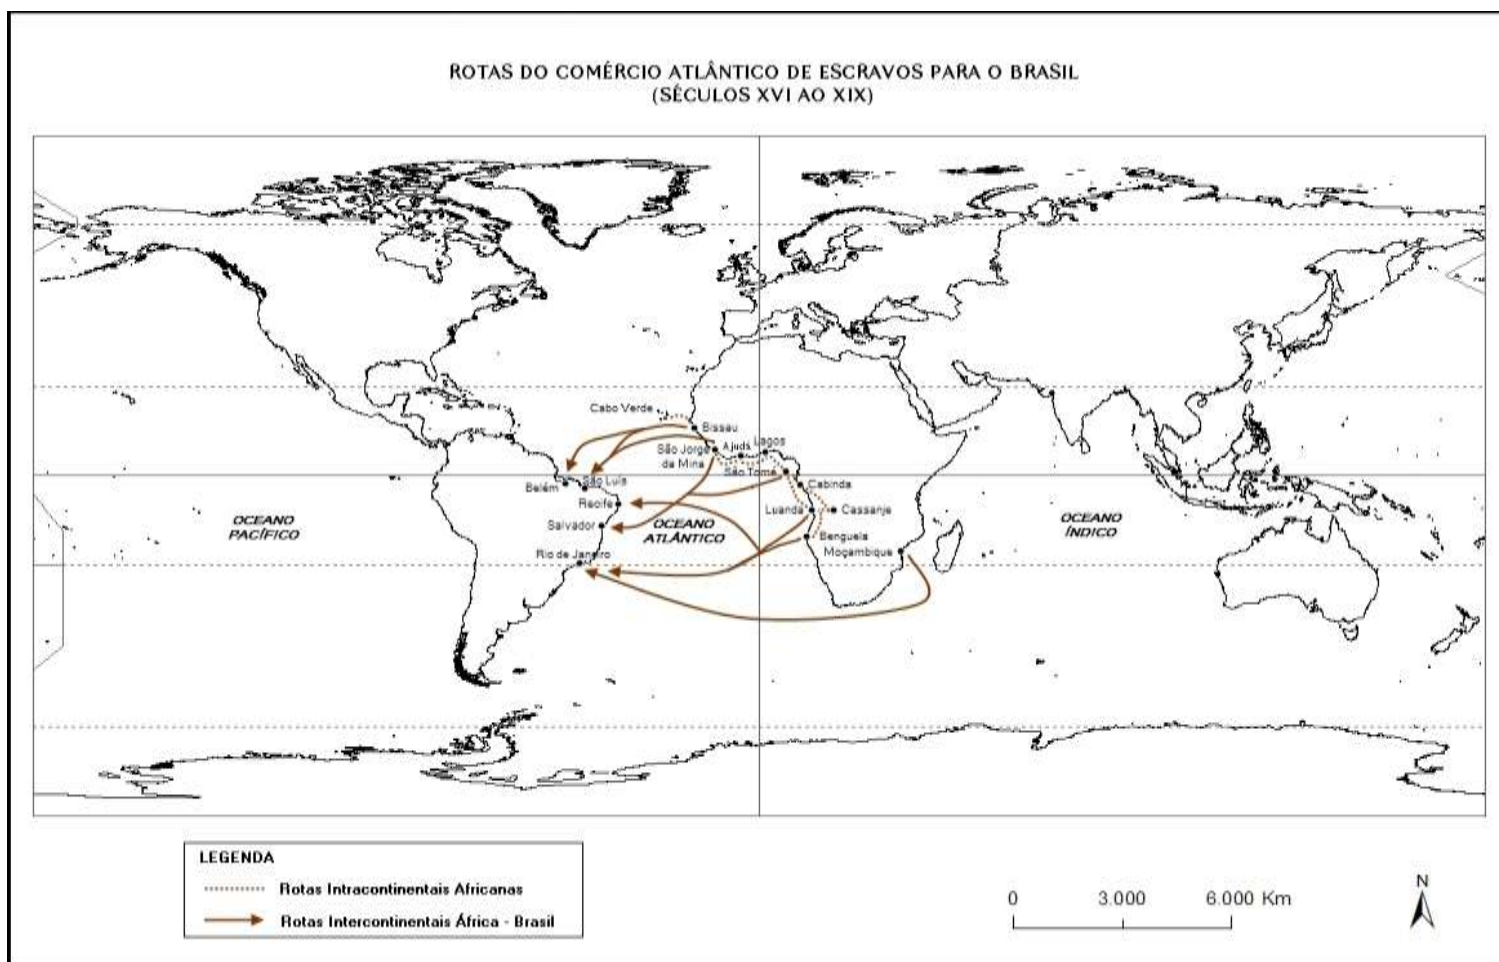 ROTAS DO COMÉRCIO ATLÂNTICO DE ESCRAVOS PARA O BRASIL
(SÉCULOS XVI AO XIX)
Cabo Verde
Bissau
São Jorge
da Mina
Ajudá
Lagos
São Tomé
Cabinda
Belém
São Luís
Recife
Luanda
Cassanje
Salvador
Benguela
Moçambique
Rio de Janeiro
OCEANO
PACÍFICO
OCEANO
ATLÂNTICO
OCEANO
ÍNDICO
LEGENDA
Rotas Intracontinentais Africanas
Rotas Intercontinentais África - Brasil
0 3.000 6.000 Km
N